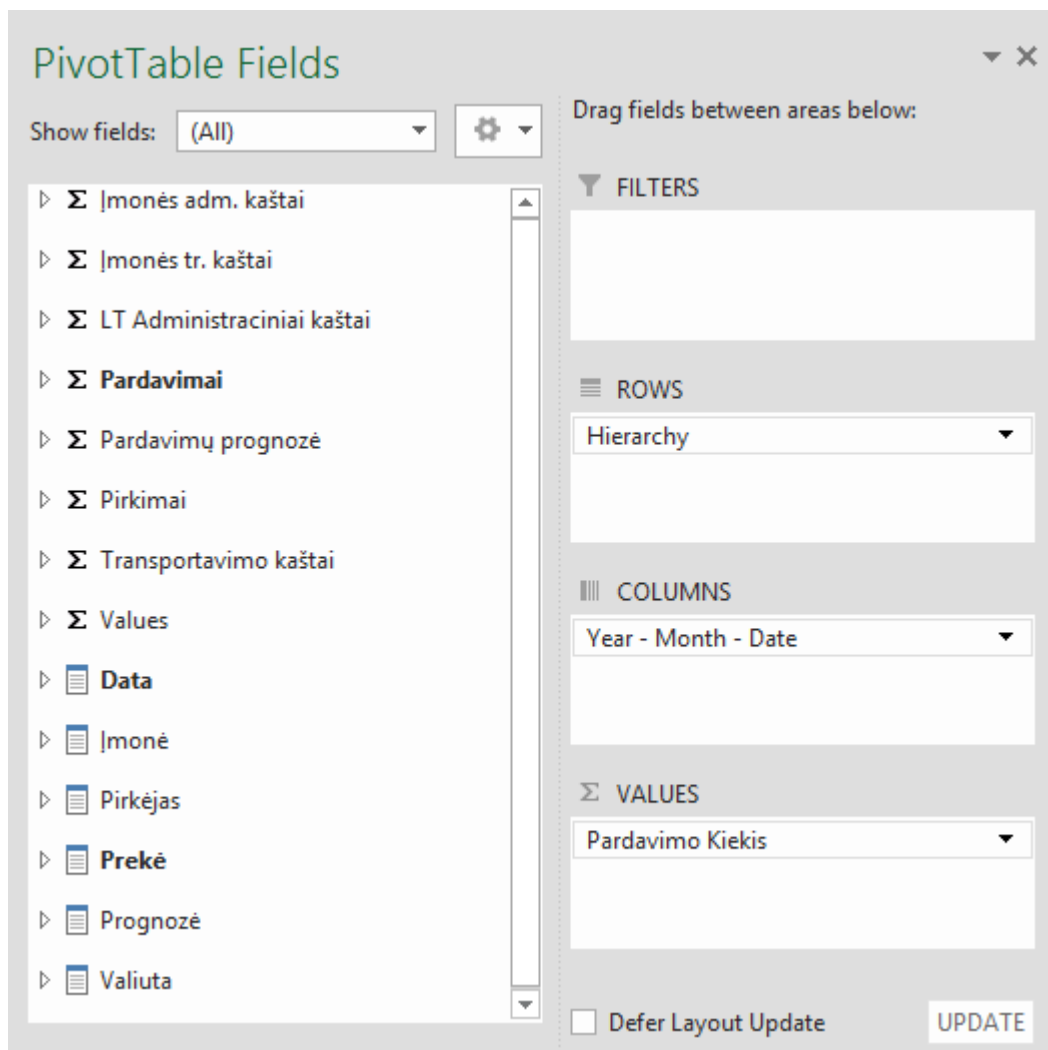 PivotTable Fields
Show fields: (All)
Σ Įmonės adm. kaštai
Σ Įmonės tr. kaštai
Σ LT Administraciniai kaštai
Σ Pardavimai
Σ Pardavimų prognozė
Σ Pirkimai
Σ Transportavimo kaštai
Σ Values
Data
Įmonė
Pirkėjas
Prekė
Prognozė
Valiuta
Drag fields between areas below:
FILTERS
ROWS
Hierarchy
COLUMNS
Year - Month - Date
Σ VALUES
Pardavimo Kiekis
Defer Layout Update
UPDATE